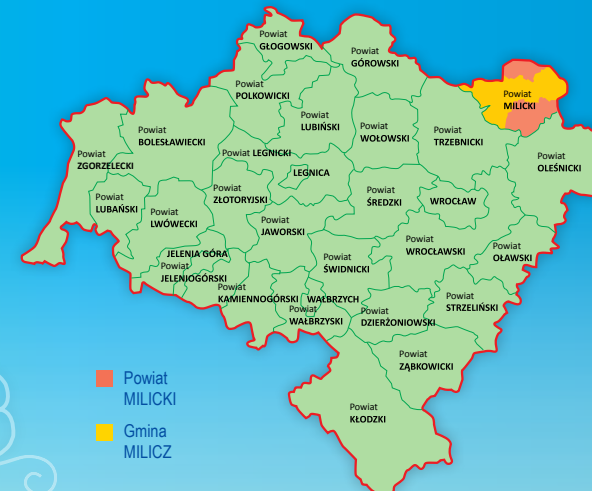 Powiat
GŁOGOWSKI
Powiat
GÓROWSKI
Powiat
POLKOWICKI
Powiat
MILICKI
Powiat
LUBIŃSKI
Powiat
BOLESŁAWIECKI
Powiat
WOŁOWSKI
Powiat
TRZEBNICKI
Powiat
ZGORZELECKI
Powiat LEGNICKI
Powiat
OLEŚNICKI
LEGNICA
Powiat
ZŁOTORYJSKI
Powiat
LUBAŃSKI
Powiat
ŚREDZKI
WROCŁAW
Powiat
LWÓWECKI
Powiat
JAWORSKI
Powiat
WROCŁAWSKI
Powiat
OŁAWSKI
JELENIA GÓRA
Powiat
JELENIOGÓRSKI
Powiat
ŚWIDNICKI
Powiat
KAMIENNOGÓRSKI
WAŁBRZYCH
Powiat
STRZELIŃSKI
Powiat
WAŁBRZYSKI
Powiat
DZIERŻONIOWSKI
Powiat
ZĄBKOWICKI
Powiat
KŁODZKI
Powiat
MILICKI
Gmina
MILICZ